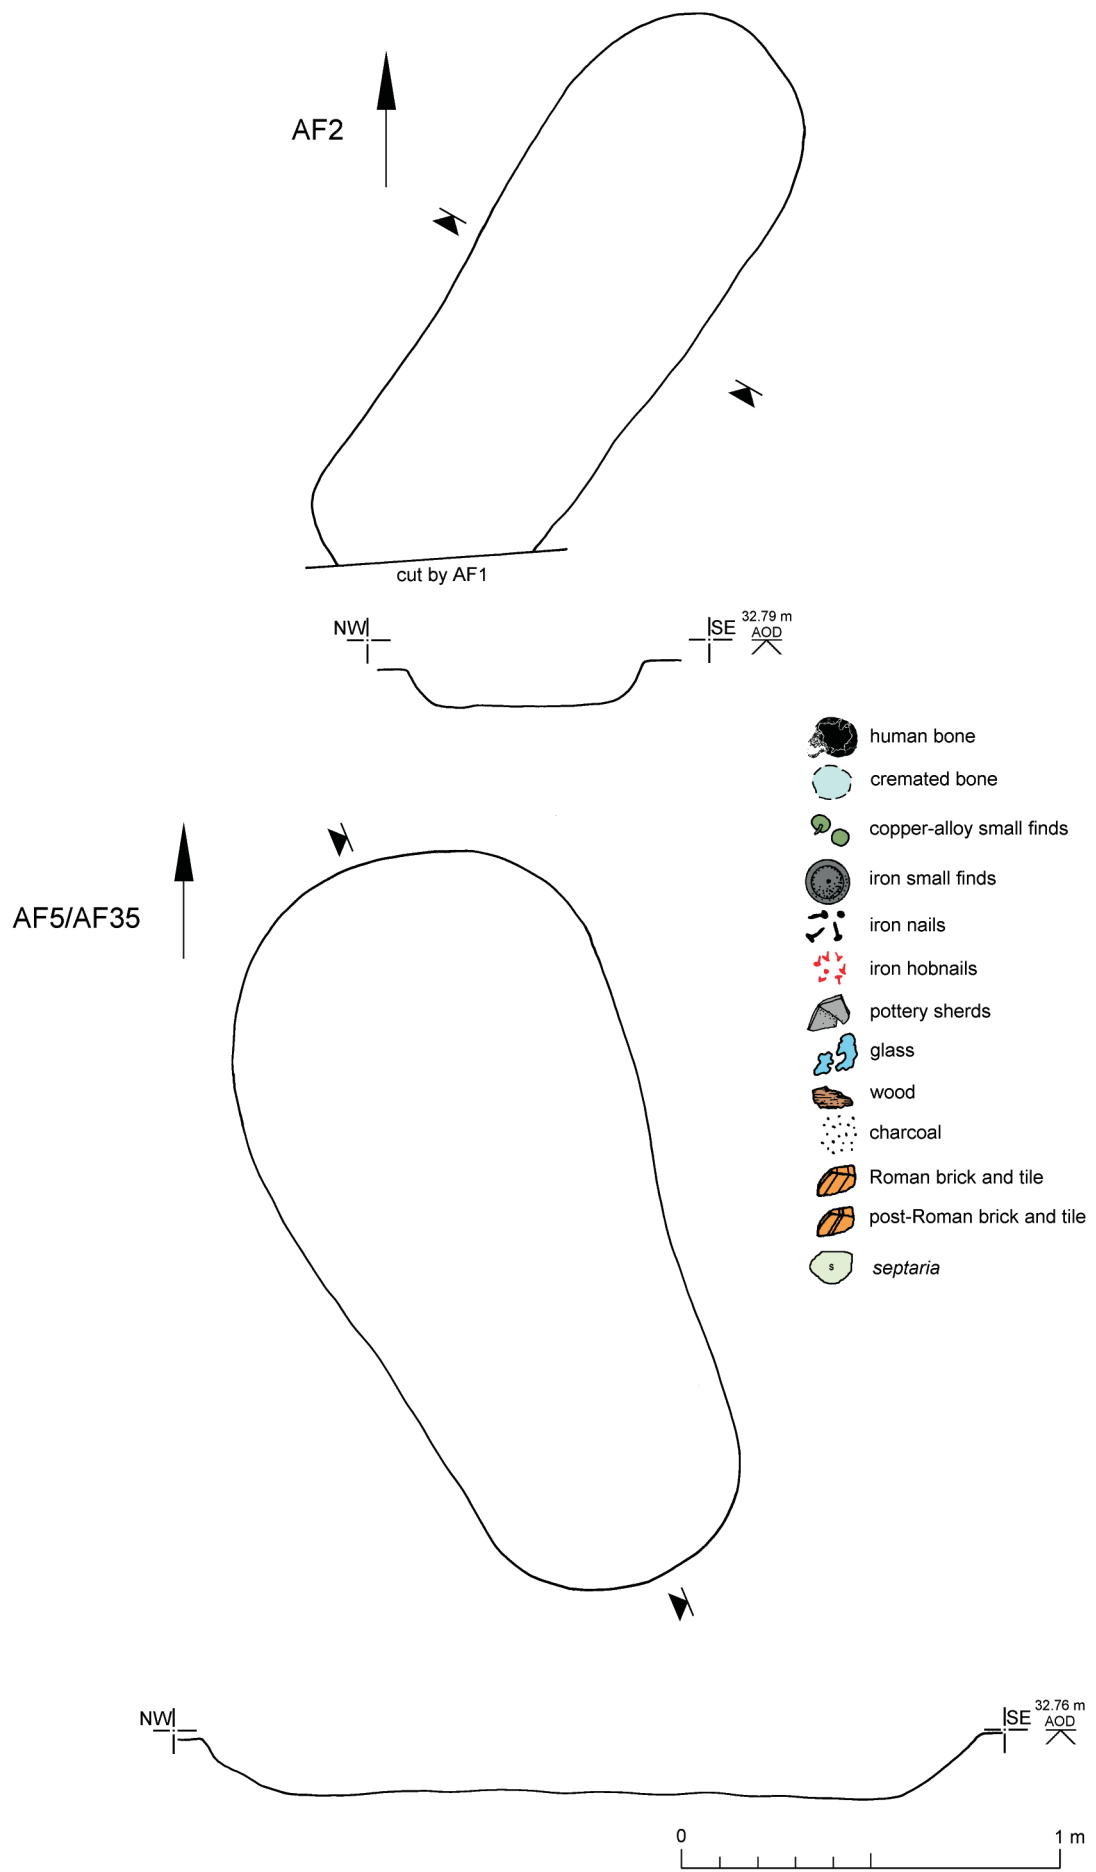 AF2
cut by AF1
NW
SE
32.79 m
AOD
human bone
cremated bone
copper-alloy small finds
iron small finds
iron nails
iron hobnails
pottery sherds
glass
wood
charcoal
Roman brick and tile
post-Roman brick and tile
s
septaria
AF5/AF35
NW
SE
32.76 m
AOD
0
1 m